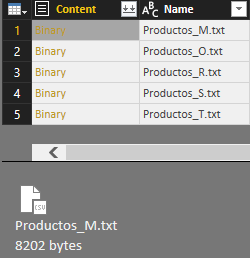 Content ABC Name
1 Binary Productos_M.txt
2 Binary Productos_O.txt
3 Binary Productos_R.txt
4 Binary Productos_S.txt
5 Binary Productos_T.txt
CSV
Productos_M.txt
8202 bytes